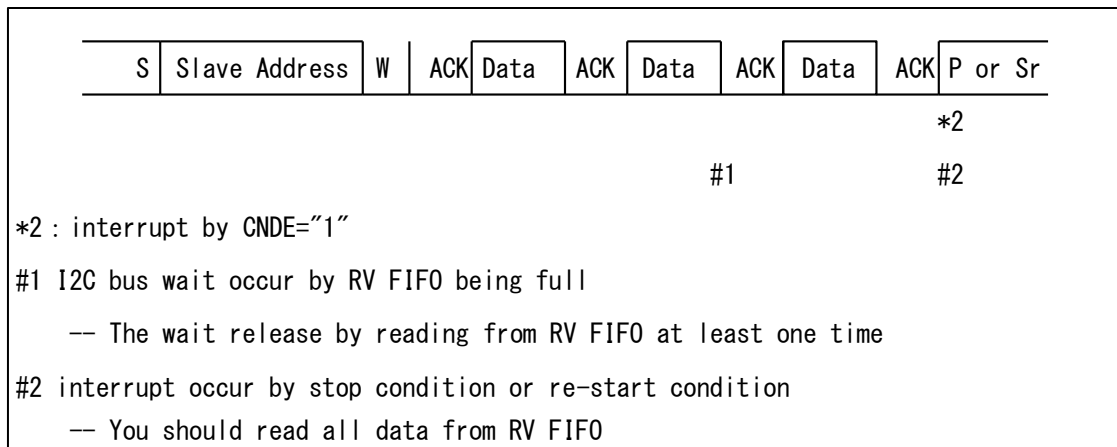 S Slave Address W ACK Data ACK Data ACK Data ACK P or Sr
*2
#1 #2
*2 : interrupt by CNDE="1"
#1 I2C bus wait occur by RV FIFO being full
-- The wait release by reading from RV FIFO at least one time
#2 interrupt occur by stop condition or re-start condition
-- You should read all data from RV FIFO